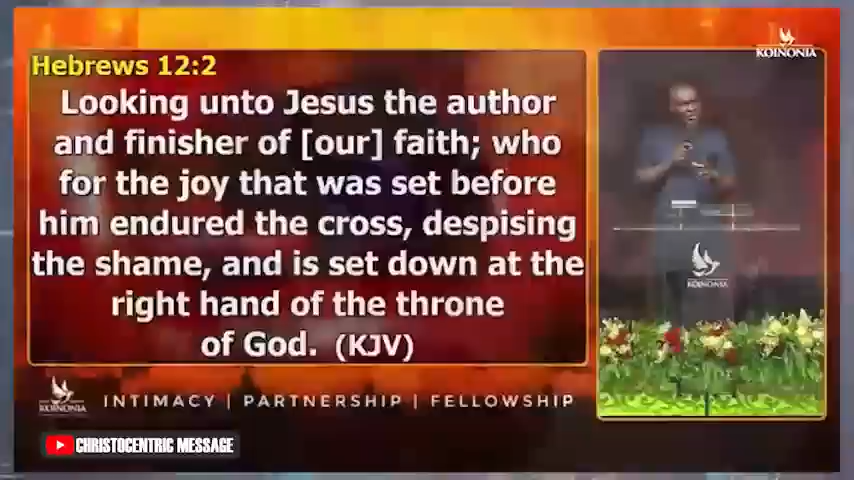 Hebrews 12:2
Looking unto Jesus the author
and finisher of [our] faith; who
for the joy that was set before
him endured the cross, despising
the shame, and is set down at the
right hand of the throne
of God. (KJV)
KOINONIA
KOINONIA
KOINONIA
INTIMACY | PARTNERSHIP | FELLOWSHIP
CHRISTOCENTRIC MESSAGE